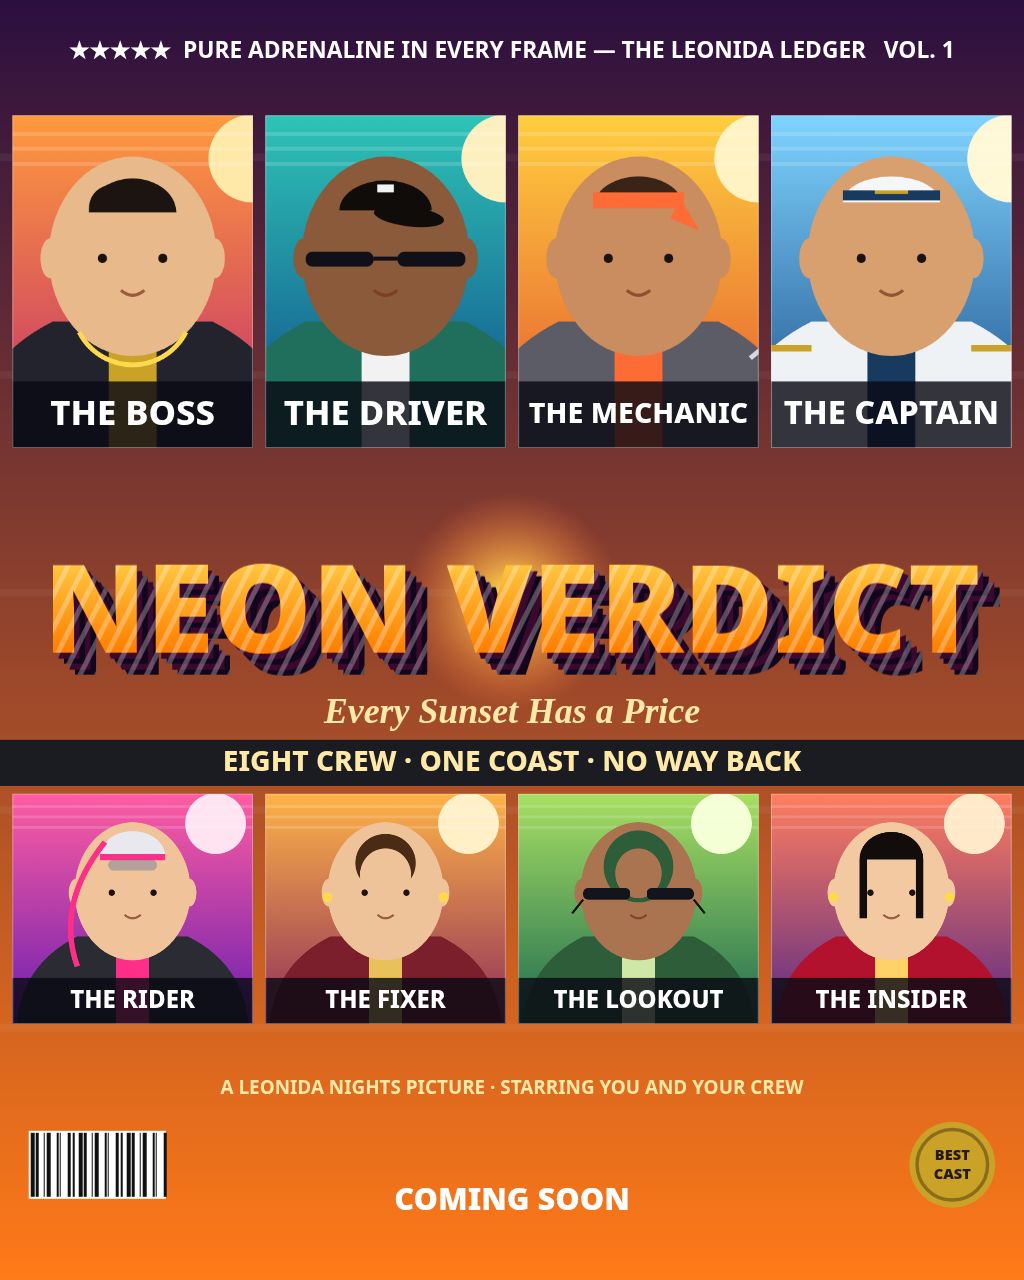 ★★★★★ PURE ADRENALINE IN EVERY FRAME — THE LEONIDA LEDGER VOL. 1
THE BOSS
THE DRIVER
THE MECHANIC
THE CAPTAIN
NEON VERDICT
Every Sunset Has a Price
EIGHT CREW · ONE COAST · NO WAY BACK
THE RIDER
THE FIXER
THE LOOKOUT
THE INSIDER
A LEONIDA NIGHTS PICTURE · STARRING YOU AND YOUR CREW
BEST
CAST
COMING SOON